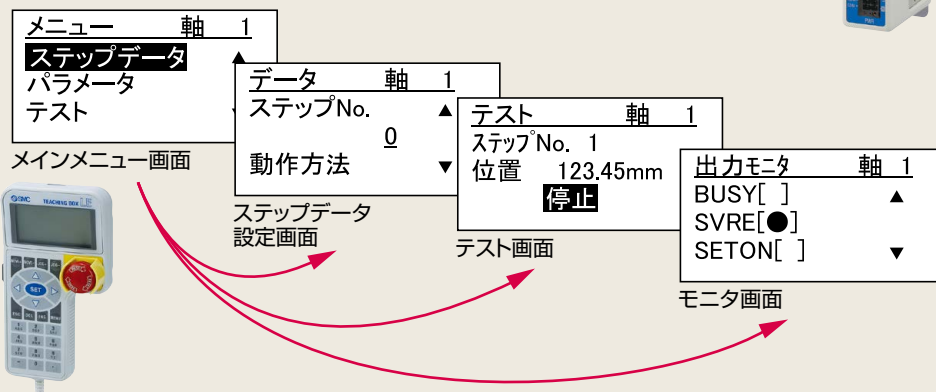 メニュー 軸 1
ステップデータ
パラメータ
テスト
メインメニュー画面
データ 軸 1
ステップNo.
0
動作方法
ステップデータ
設定画面
テスト 軸 1
ステップNo. 1
位置 123.45mm
停止
テスト画面
出力モニタ 軸 1
BUSY[ ]
SVRE[●]
SETON[ ]
モニタ画面
SMC TEACHING BOX
SET